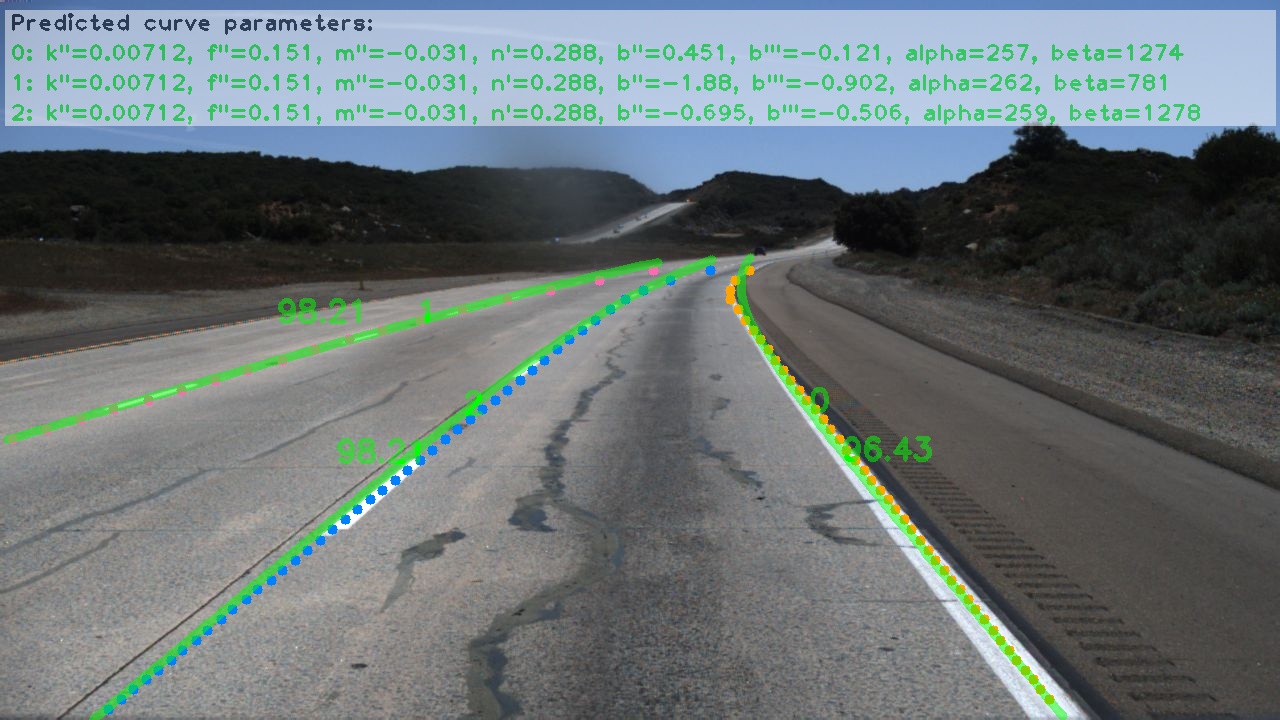 Predicted curve parameters:
0: k"=0.00712, f"=0.151, m"=-0.031, n'=0.288, b"=0.451, b'"=-0.121, alpha=257, beta=1274
1: k"=0.00712, f"=0.151, m"=-0.031, n'=0.288, b"=-1.88, b'"=-0.902, alpha=262, beta=781
2: k"=0.00712, f"=0.151, m"=-0.031, n'=0.288, b"=-0.695, b'"=-0.506, alpha=259, beta=1278
98.21 1
0
96.43